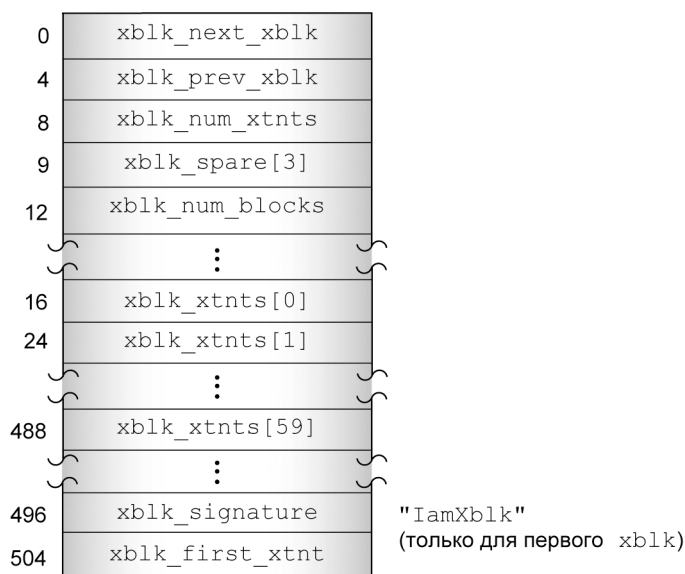 0 xblk_next_xblk
4 xblk_prev_xblk
8 xblk_num_xtnts
9 xblk_spare[3]
12 xblk_num_blocks
16 xblk_xtnts[0]
24 xblk_xtnts[1]
488 xblk_xtnts[59]
496 xblk_signature "IamXblk"
(только для первого xblk)
504 xblk_first_xtnt